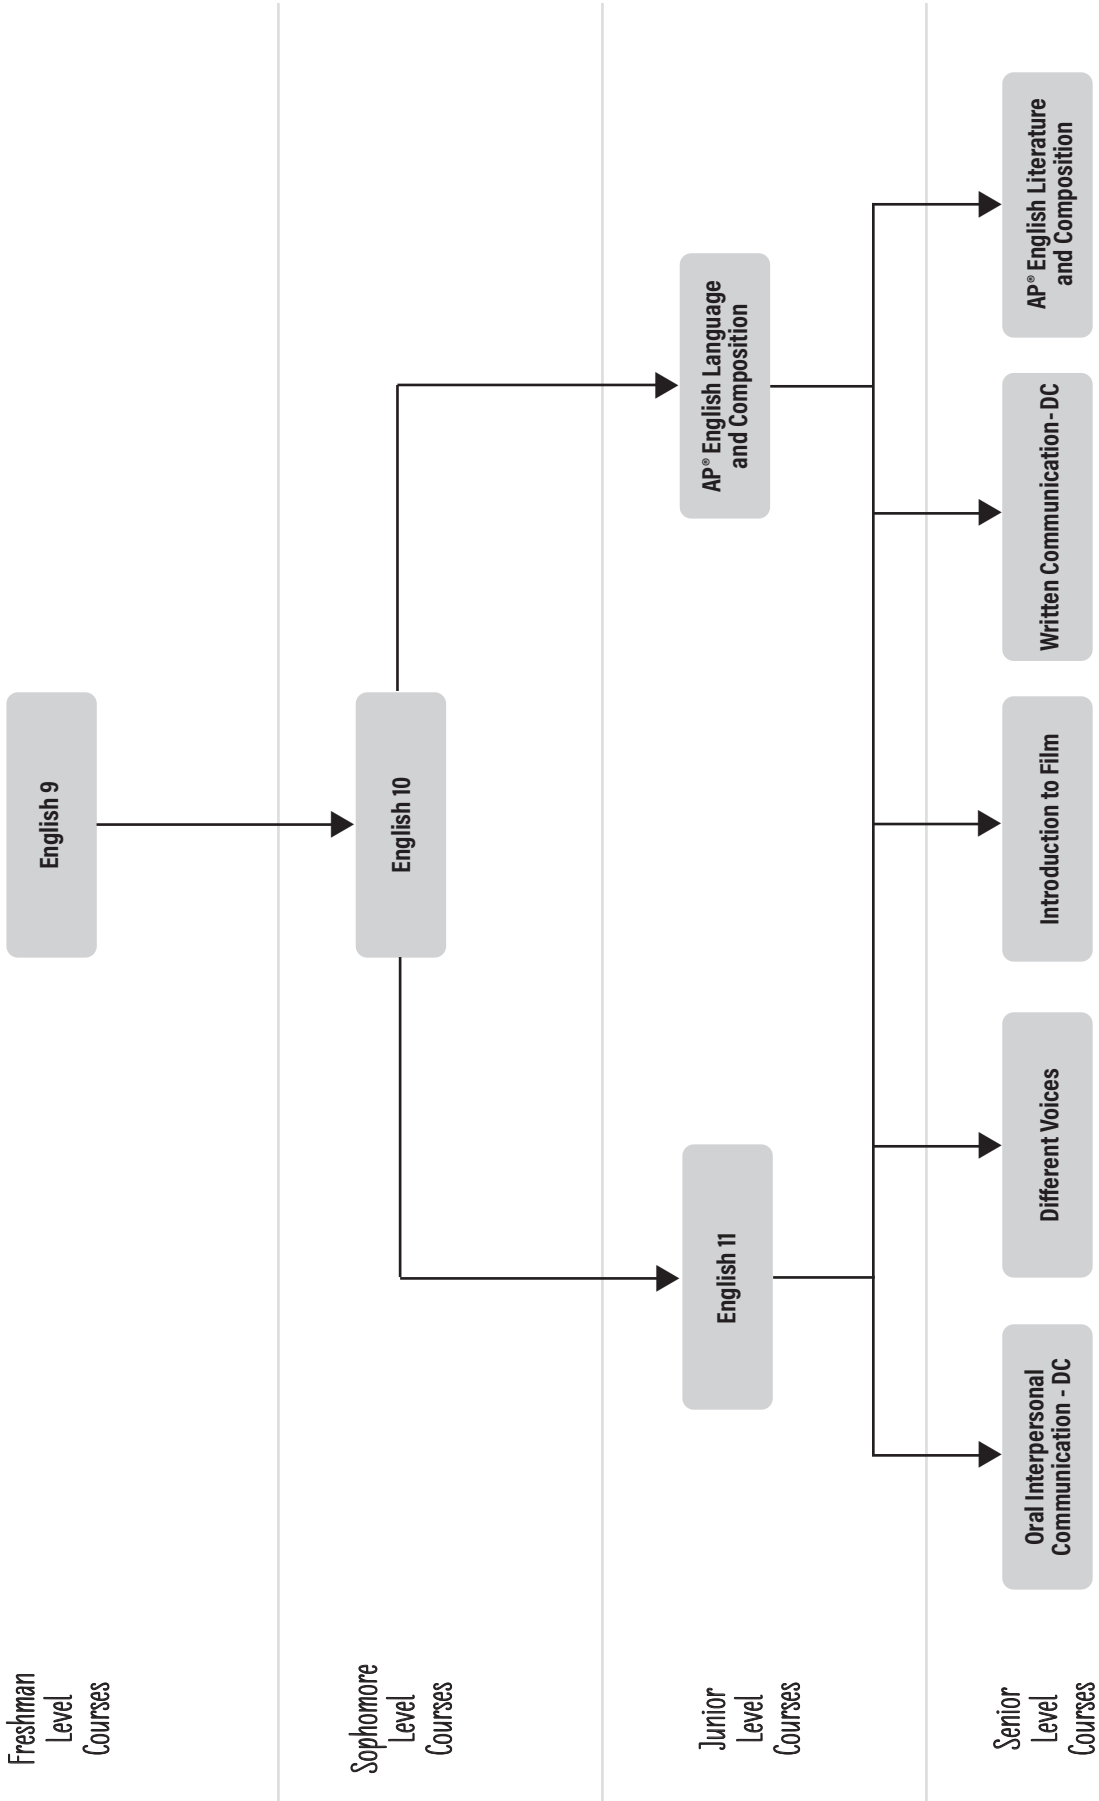 Freshman
Level
Courses
English 9
Sophomore
Level
Courses
English 10
Junior
Level
Courses
English 11
AP® English Language
and Composition
Senior
Level
Courses
Oral Interpersonal
Communication - DC
Different Voices
Introduction to Film
Written Communication-DC
AP® English Literature
and Composition